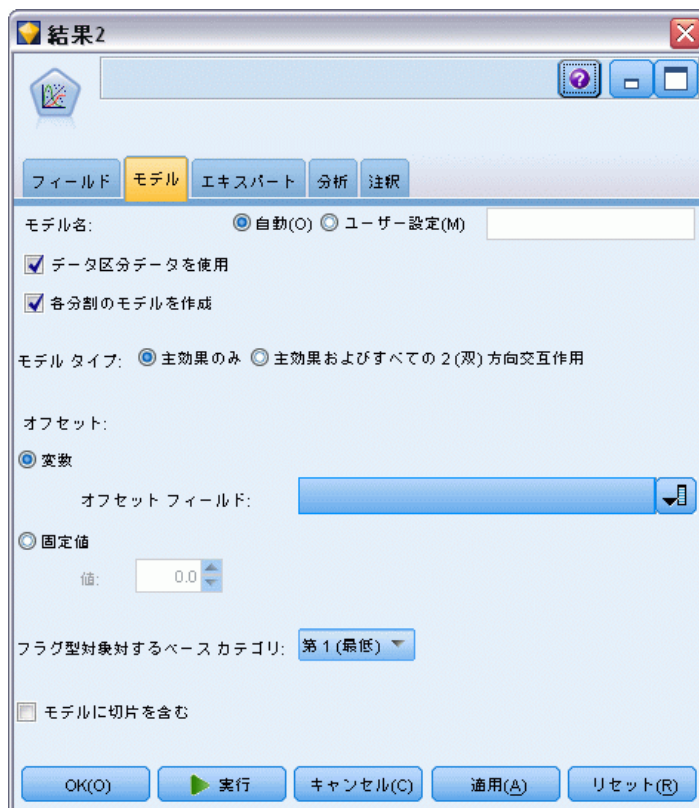 結果2
フィールド モデル エキスパート 分析 注釈
モデル名: 自動(O) ユーザー設定(M)
データ区分データを使用
各分割のモデルを作成
モデル タイプ: 主効果のみ 主効果およびすべての 2 (双) 方向交互作用
オフセット:
変数
オフセット フィールド:
固定値
値: 0.0
フラグ型対象対するベース カテゴリ: 第 1 (最低)
モデルに切片を含む
OK(O) 実行 キャンセル(C) 適用(A) リセット(R)